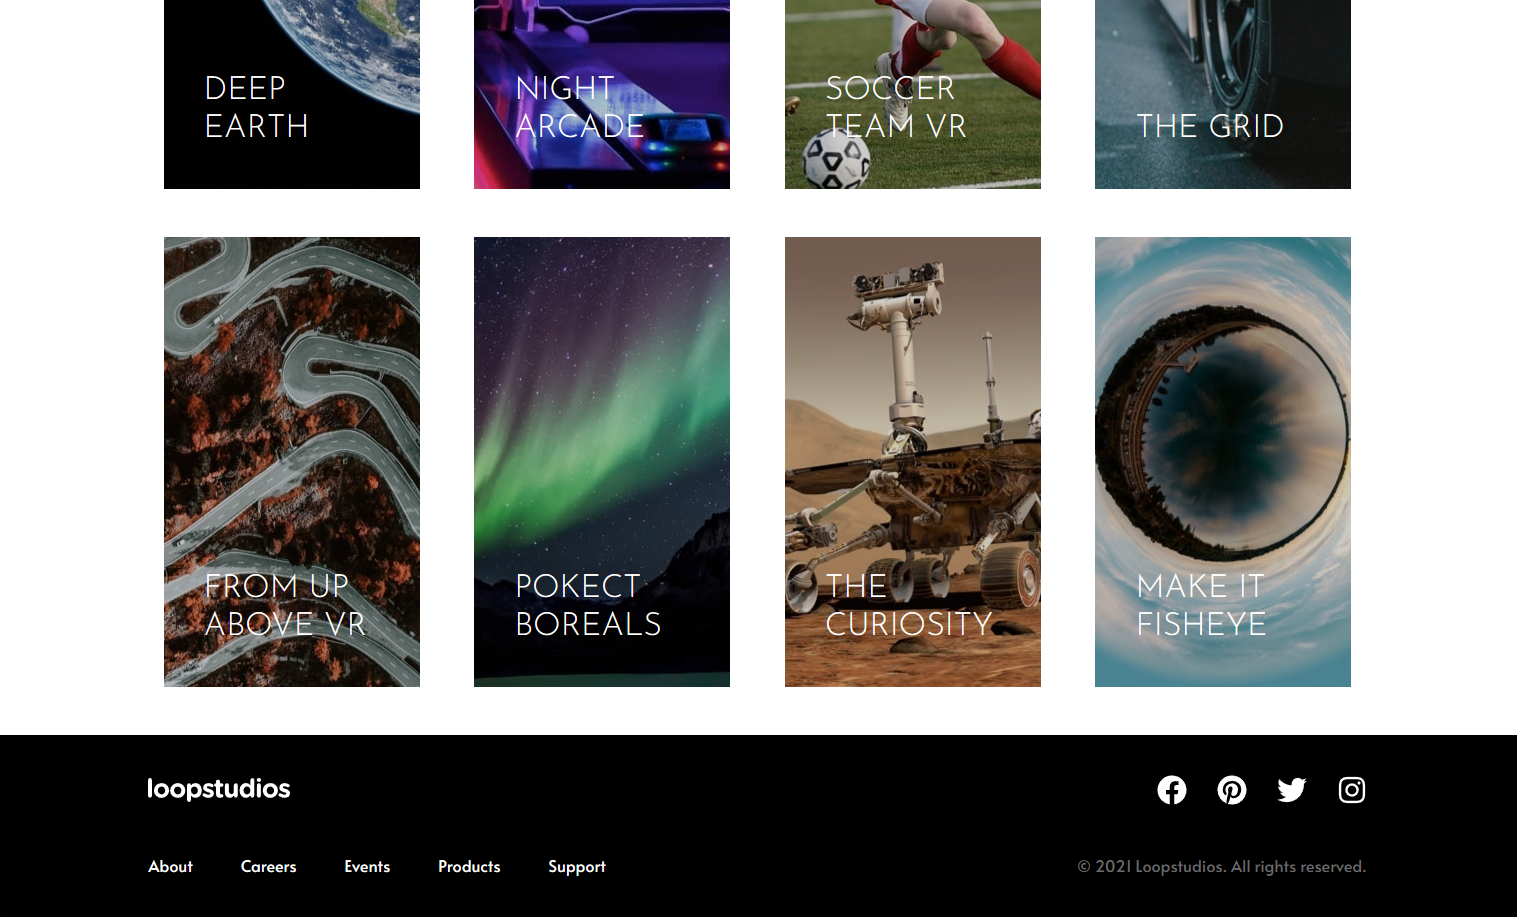 DEEP
EARTH
NIGHT
ARCADE
SOCCER
TEAM VR
THE GRID
FROM UP
ABOVE VR
POKECT
BOREALS
THE
CURIOSITY
MAKE IT
FISHEYE
loopstudios
About Careers Events Products Support
© 2021 Loopstudios. All rights reserved.